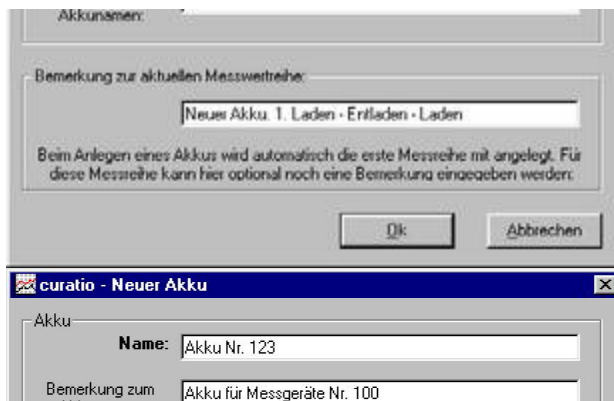 Akkunamen:
Bemerkung zur aktuellen Messwertreihe:
Neuer Akku. 1. Laden - Entladen - Laden
Beim Anlegen eines Akkus wird automatisch die erste Messreihe mit angelegt. Für
diese Messreihe kann hier optional noch eine Bemerkung eingegeben werden:
Ok
Abbrechen
curatio - Neuer Akku
Akku
Name: Akku Nr. 123
Bemerkung zum Akku für Messgeräte Nr. 100